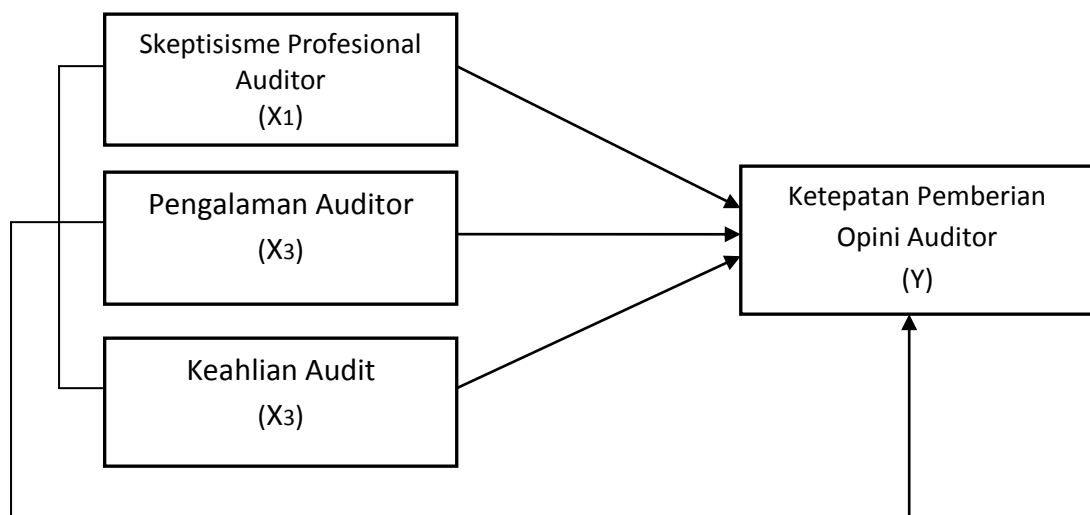 Skeptisisme Profesional
Auditor
(X1)
Pengalaman Auditor
(X3)
Keahlian Audit
(X3)
Ketepatan Pemberian
Opini Auditor
(Y)